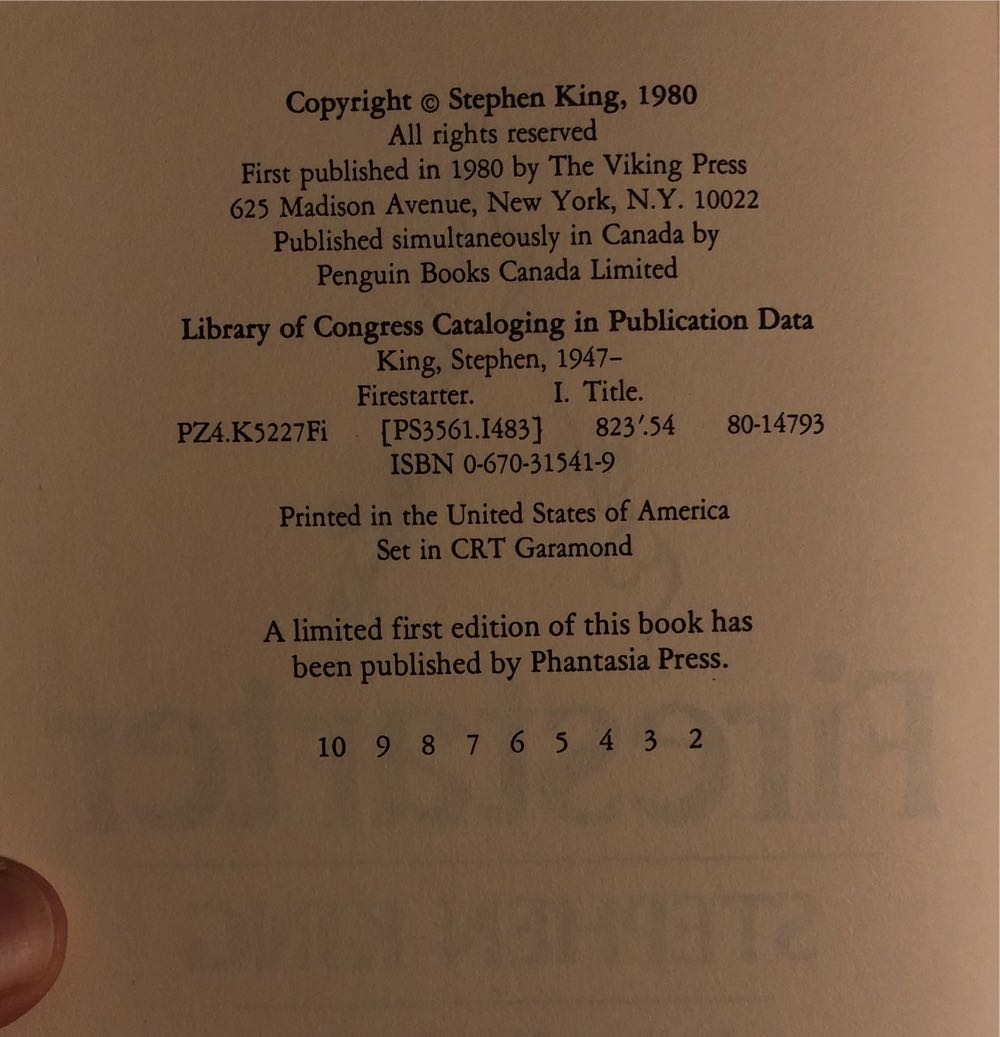 Copyright © Stephen King, 1980
All rights reserved
First published in 1980 by The Viking Press
625 Madison Avenue, New York, N.Y. 10022
Published simultaneously in Canada by
Penguin Books Canada Limited
Library of Congress Cataloging in Publication Data
King, Stephen, 1947–
Firestarter. I. Title.
PZ4.K5227Fi [PS3561.I483] 823′.54 80-14793
ISBN 0-670-31541-9
Printed in the United States of America
Set in CRT Garamond
A limited first edition of this book has
been published by Phantasia Press.
10 9 8 7 6 5 4 3 2
Firestarter
STEPHEN KING